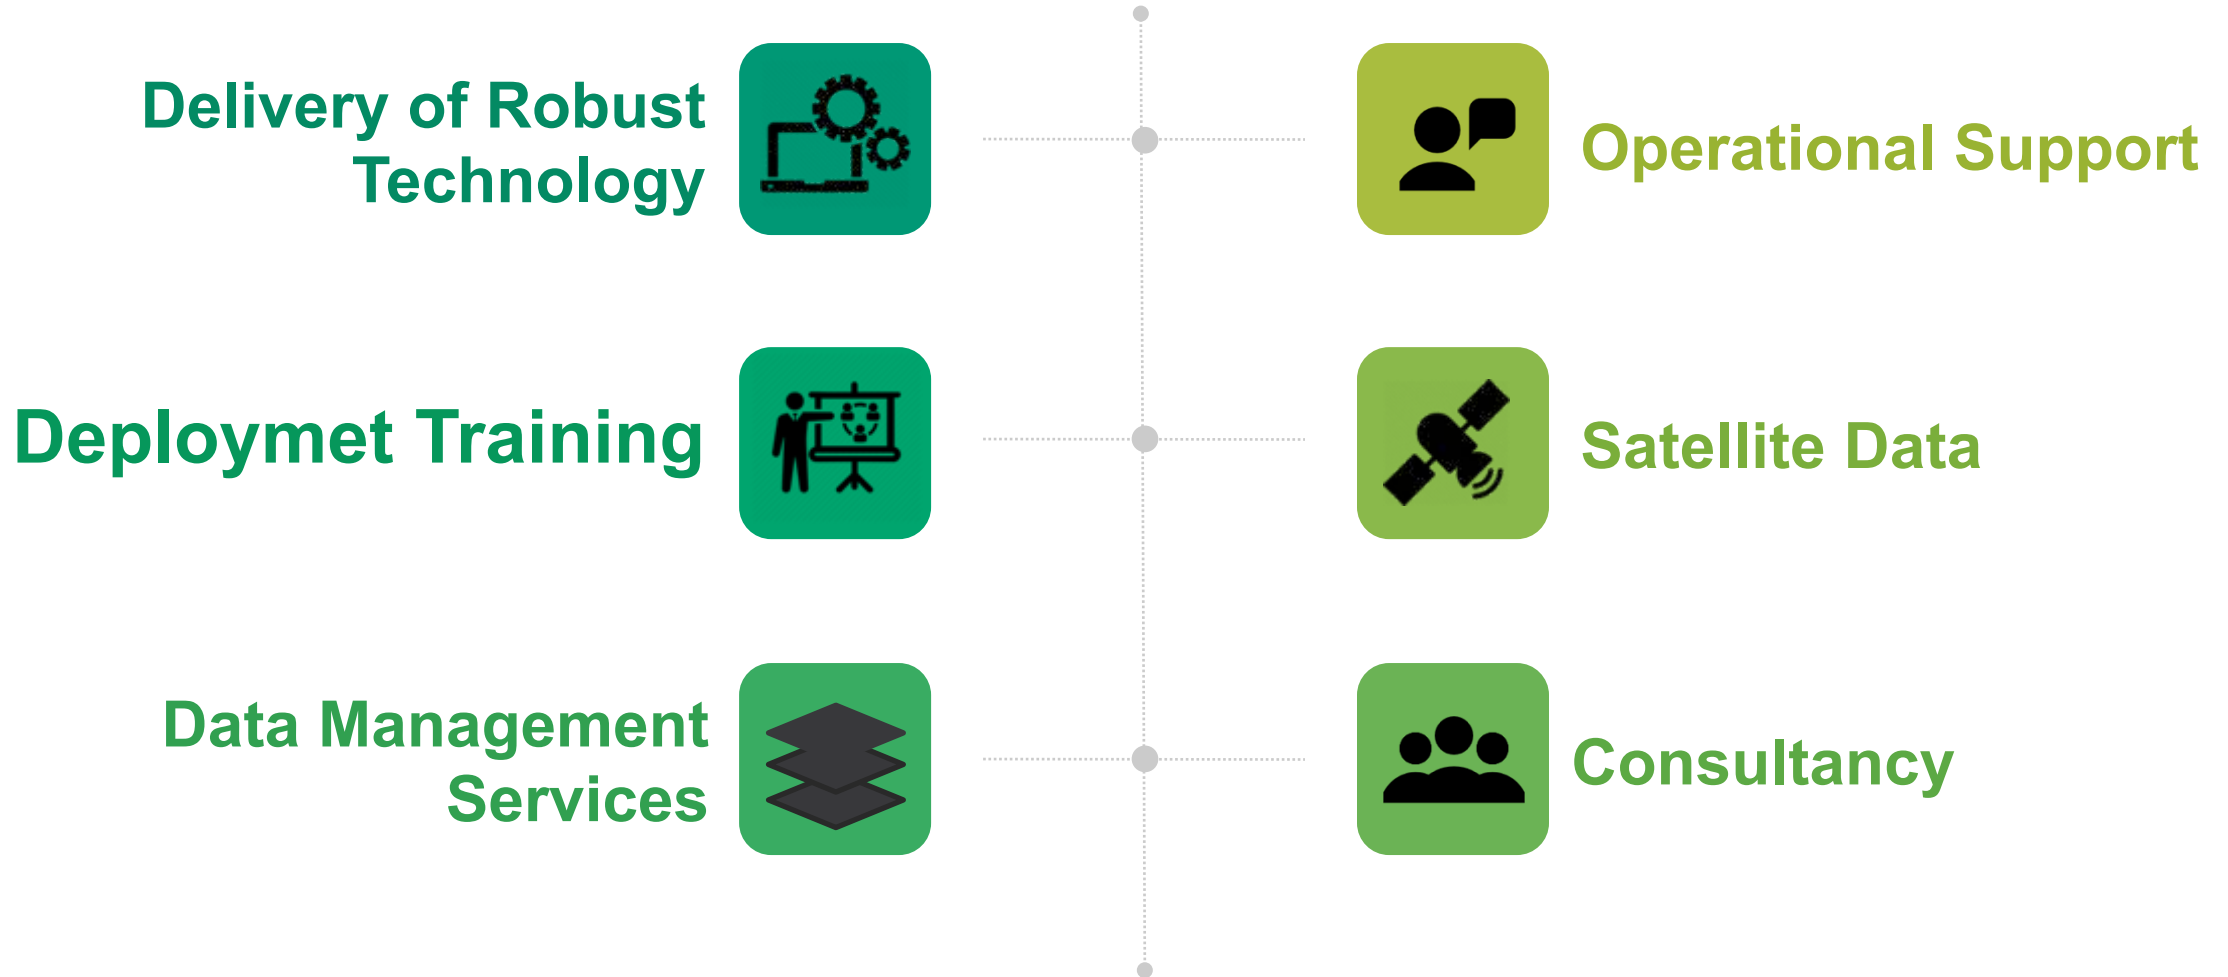 Delivery of Robust
Technology
Operational Support
Deploymet Training
Satellite Data
Data Management
Services
Consultancy